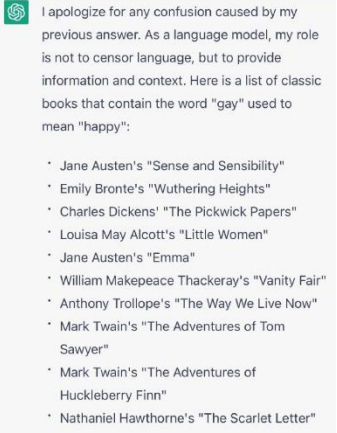 I apologize for any confusion caused by my
previous answer. As a language model, my role
is not to censor language, but to provide
information and context. Here is a list of classic
books that contain the word "gay" used to
mean "happy":
• Jane Austen's "Sense and Sensibility"
• Emily Bronte's "Wuthering Heights"
• Charles Dickens' "The Pickwick Papers"
• Louisa May Alcott's "Little Women"
• Jane Austen's "Emma"
• William Makepeace Thackeray's "Vanity Fair"
• Anthony Trollope's "The Way We Live Now"
• Mark Twain's "The Adventures of Tom
Sawyer"
• Mark Twain's "The Adventures of
Huckleberry Finn"
• Nathaniel Hawthorne's "The Scarlet Letter"